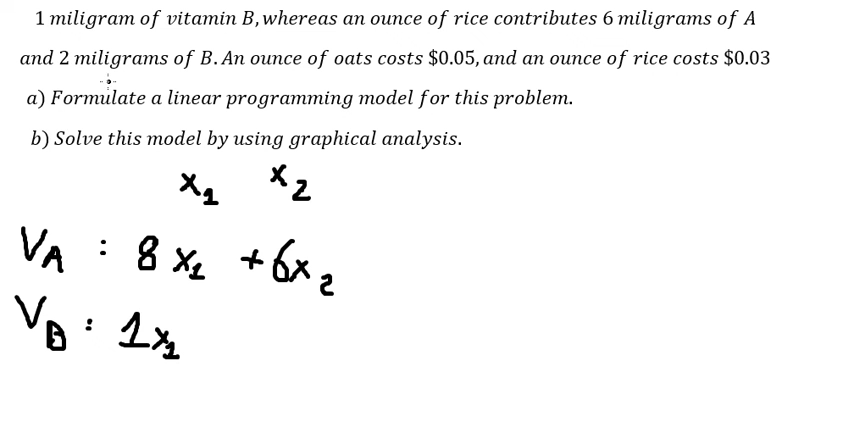 1 miligram of vitamin B, whereas an ounce of rice contributes 6 miligrams of A
and 2 miligrams of B. An ounce of oats costs $0.05, and an ounce of rice costs $0.03
a) Formulate a linear programming model for this problem.
b) Solve this model by using graphical analysis.
x₁ x₂
V_A : 8x₁ + 6x₂
V_B : 1x₁